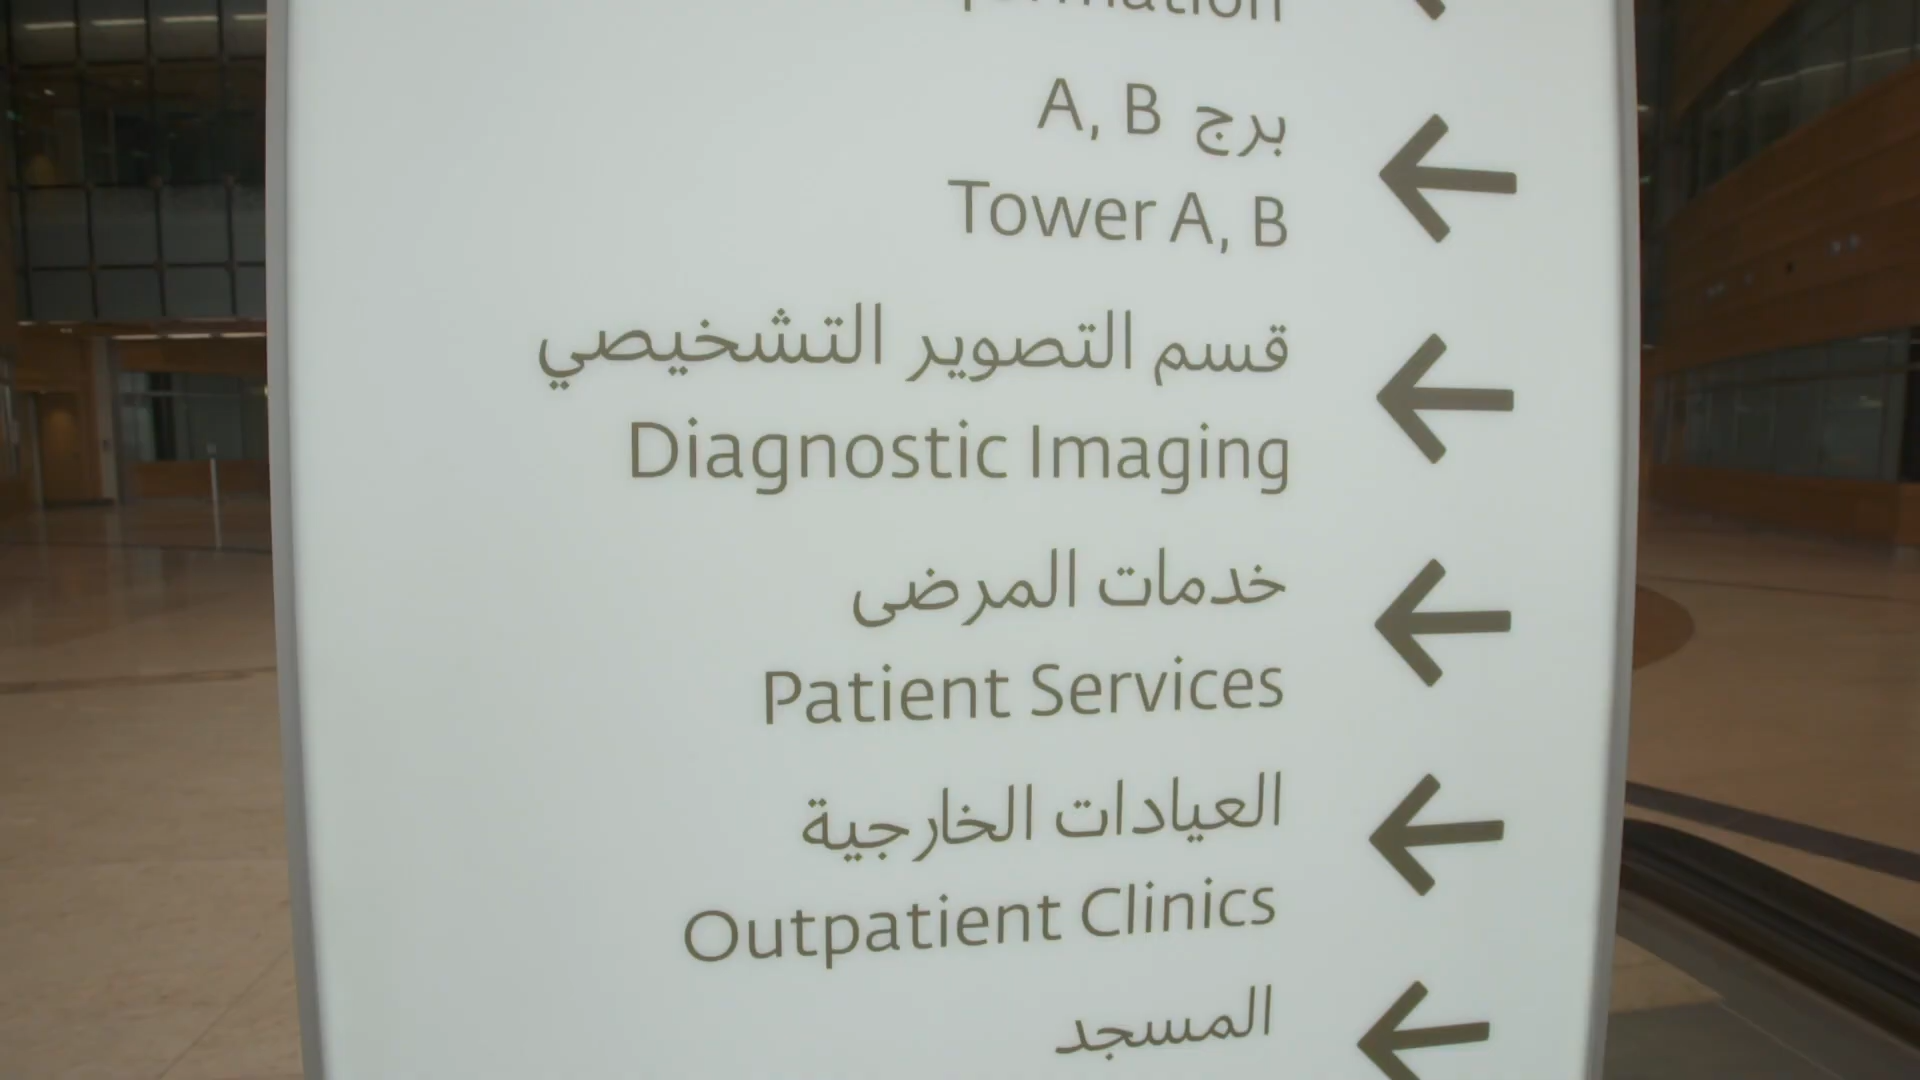 برج A, B
Tower A, B
قسم التصوير التشخيصي
Diagnostic Imaging
خدمات المرضى
Patient Services
العيادات الخارجية
Outpatient Clinics
المسجد